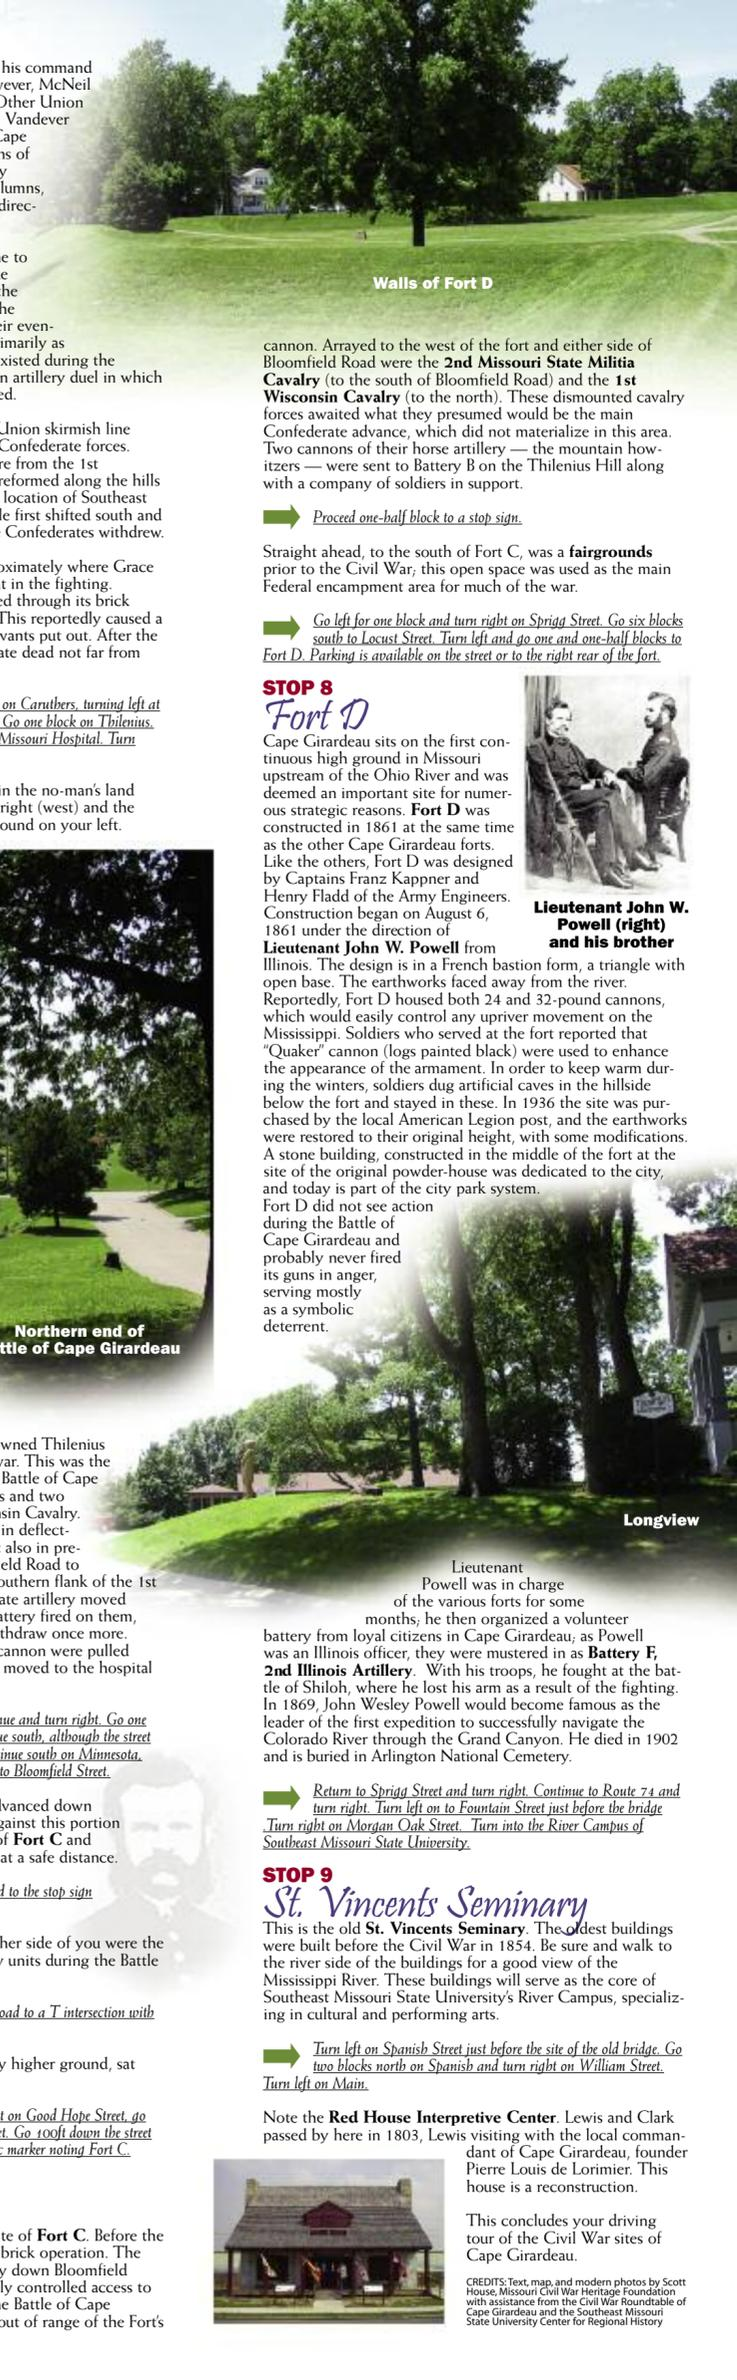 his command
wever, McNeil
Other Union
Vandever
Cape
ns of
y
lumns,
direc-
e to
e
the
he
eir even-
imarily as
existed during the
n artillery duel in which
ed.
Union skirmish line
Confederate forces.
re from the 1st
reformed along the hills
location of Southeast
le first shifted south and
Confederates withdrew.
oximately where Grace
t in the fighting.
ed through its brick
This reportedly caused a
vants put out. After the
ate dead not far from
on Caruthers, turning left at
Go one block on Thilenius.
Missouri Hospital. Turn
in the no-man's land
right (west) and the
ound on your left.
Northern end of
ttle of Cape Girardeau
wned Thilenius
var. This was the
Battle of Cape
s and two
nsin Cavalry.
in deflect-
t also in pre-
eld Road to
outhern flank of the 1st
ate artillery moved
attery fired on them,
thdraw once more.
cannon were pulled
moved to the hospital
nue and turn right. Go one
ue south, although the street
tinue south on Minnesota,
to Bloomfield Street.
dvanced down
gainst this portion
of Fort C and
at a safe distance.
d to the stop sign
her side of you were the
y units during the Battle
oad to a T intersection with
y higher ground, sat
t on Good Hope Street, go
et. Go 100ft down the street
c marker noting Fort C.
te of Fort C. Before the
brick operation. The
y down Bloomfield
ly controlled access to
e Battle of Cape
out of range of the Fort's
Walls of Fort D
cannon. Arrayed to the west of the fort and either side of
Bloomfield Road were the 2nd Missouri State Militia
Cavalry (to the south of Bloomfield Road) and the 1st
Wisconsin Cavalry (to the north). These dismounted cavalry
forces awaited what they presumed would be the main
Confederate advance, which did not materialize in this area.
Two cannons of their horse artillery — the mountain how-
itzers — were sent to Battery B on the Thilenius Hill along
with a company of soldiers in support.
Proceed one-half block to a stop sign.
Straight ahead, to the south of Fort C, was a fairgrounds
prior to the Civil War; this open space was used as the main
Federal encampment area for much of the war.
Go left for one block and turn right on Sprigg Street. Go six blocks
south to Locust Street. Turn left and go one and one-half blocks to
Fort D. Parking is available on the street or to the right rear of the fort.
STOP 8
Fort D
Cape Girardeau sits on the first con-
tinuous high ground in Missouri
upstream of the Ohio River and was
deemed an important site for numer-
ous strategic reasons. Fort D was
constructed in 1861 at the same time
as the other Cape Girardeau forts.
Like the others, Fort D was designed
by Captains Franz Kappner and
Henry Fladd of the Army Engineers.
Construction began on August 6,
1861 under the direction of
Lieutenant John W. Powell from
Lieutenant John W.
Powell (right)
and his brother
Illinois. The design is in a French bastion form, a triangle with
open base. The earthworks faced away from the river.
Reportedly, Fort D housed both 24 and 32-pound cannons,
which would easily control any upriver movement on the
Mississippi. Soldiers who served at the fort reported that
"Quaker" cannon (logs painted black) were used to enhance
the appearance of the armament. In order to keep warm dur-
ing the winters, soldiers dug artificial caves in the hillside
below the fort and stayed in these. In 1936 the site was pur-
chased by the local American Legion post, and the earthworks
were restored to their original height, with some modifications.
A stone building, constructed in the middle of the fort at the
site of the original powder-house was dedicated to the city,
and today is part of the city park system.
Fort D did not see action
during the Battle of
Cape Girardeau and
probably never fired
its guns in anger,
serving mostly
as a symbolic
deterrent.
Longview
Lieutenant
Powell was in charge
of the various forts for some
months; he then organized a volunteer
battery from loyal citizens in Cape Girardeau; as Powell
was an Illinois officer, they were mustered in as Battery F,
2nd Illinois Artillery. With his troops, he fought at the bat-
tle of Shiloh, where he lost his arm as a result of the fighting.
In 1869, John Wesley Powell would become famous as the
leader of the first expedition to successfully navigate the
Colorado River through the Grand Canyon. He died in 1902
and is buried in Arlington National Cemetery.
Return to Sprigg Street and turn right. Continue to Route 74 and
turn right. Turn left on to Fountain Street just before the bridge
.Turn right on Morgan Oak Street. Turn into the River Campus of
Southeast Missouri State University.
STOP 9
St. Vincents Seminary
This is the old St. Vincents Seminary. The oldest buildings
were built before the Civil War in 1854. Be sure and walk to
the river side of the buildings for a good view of the
Mississippi River. These buildings will serve as the core of
Southeast Missouri State University's River Campus, specializ-
ing in cultural and performing arts.
Turn left on Spanish Street just before the site of the old bridge. Go
two blocks north on Spanish and turn right on William Street.
Turn left on Main.
Note the Red House Interpretive Center. Lewis and Clark
passed by here in 1803, Lewis visiting with the local comman-
dant of Cape Girardeau, founder
Pierre Louis de Lorimier. This
house is a reconstruction.
This concludes your driving
tour of the Civil War sites of
Cape Girardeau.
CREDITS: Text, map, and modern photos by Scott
House, Missouri Civil War Heritage Foundation
with assistance from the Civil War Roundtable of
Cape Girardeau and the Southeast Missouri
State University Center for Regional History